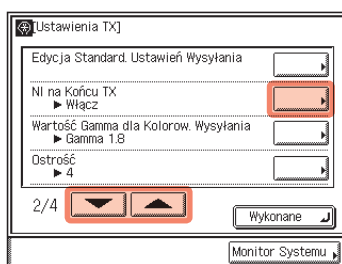 [Ustawienia TX]
Edycja Standard. Ustawień Wysyłania
NI na Końcu TX
► Włącz
Wartość Gamma dla Kolorow. Wysyłania
► Gamma 1.8
Ostrość
► 4
2/4
Wykonane
Monitor Systemu